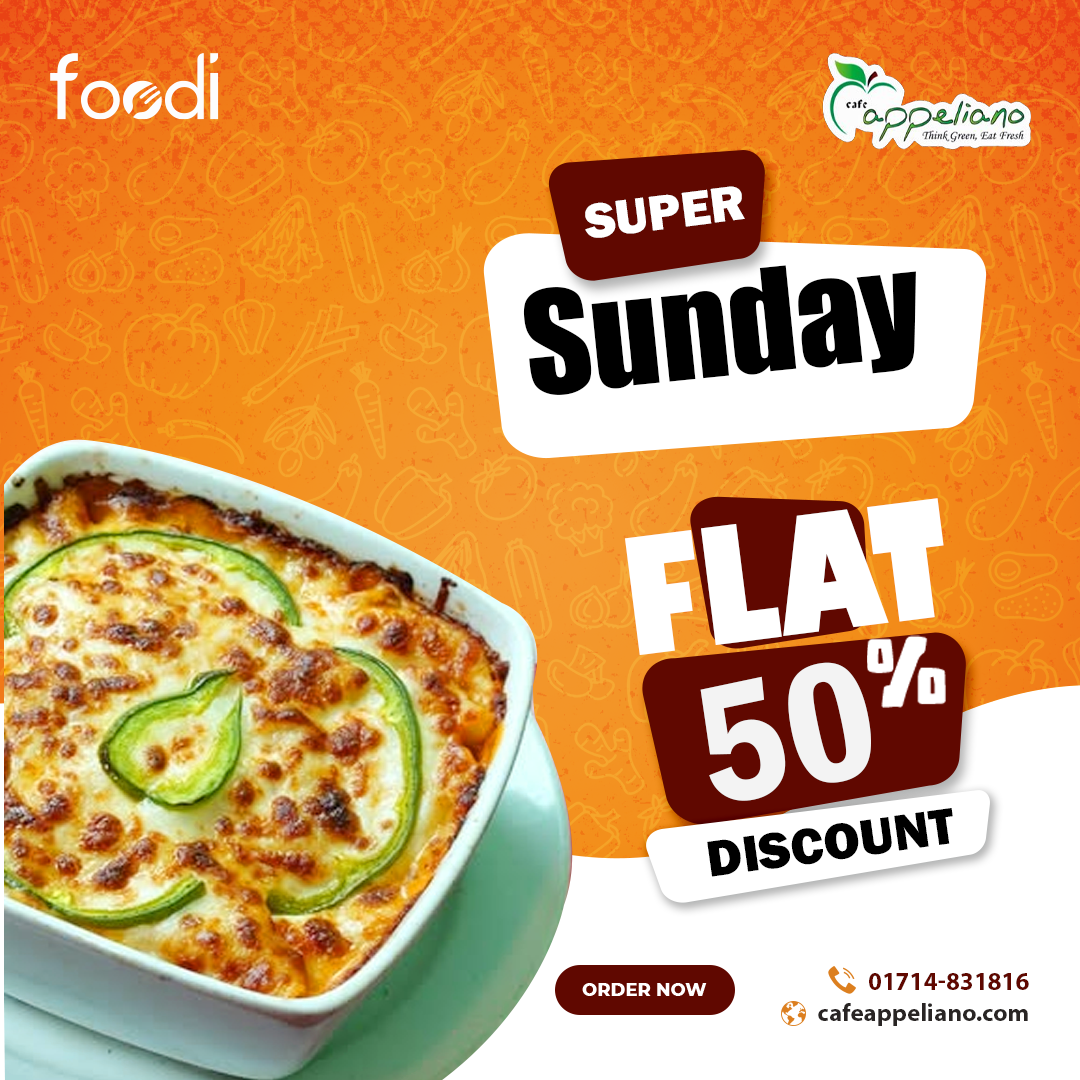 foodi
cafe
appeliano
Think Green, Eat Fresh
SUPER
Sunday
FLAT
50%
DISCOUNT
ORDER NOW
01714-831816
cafeappeliano.com